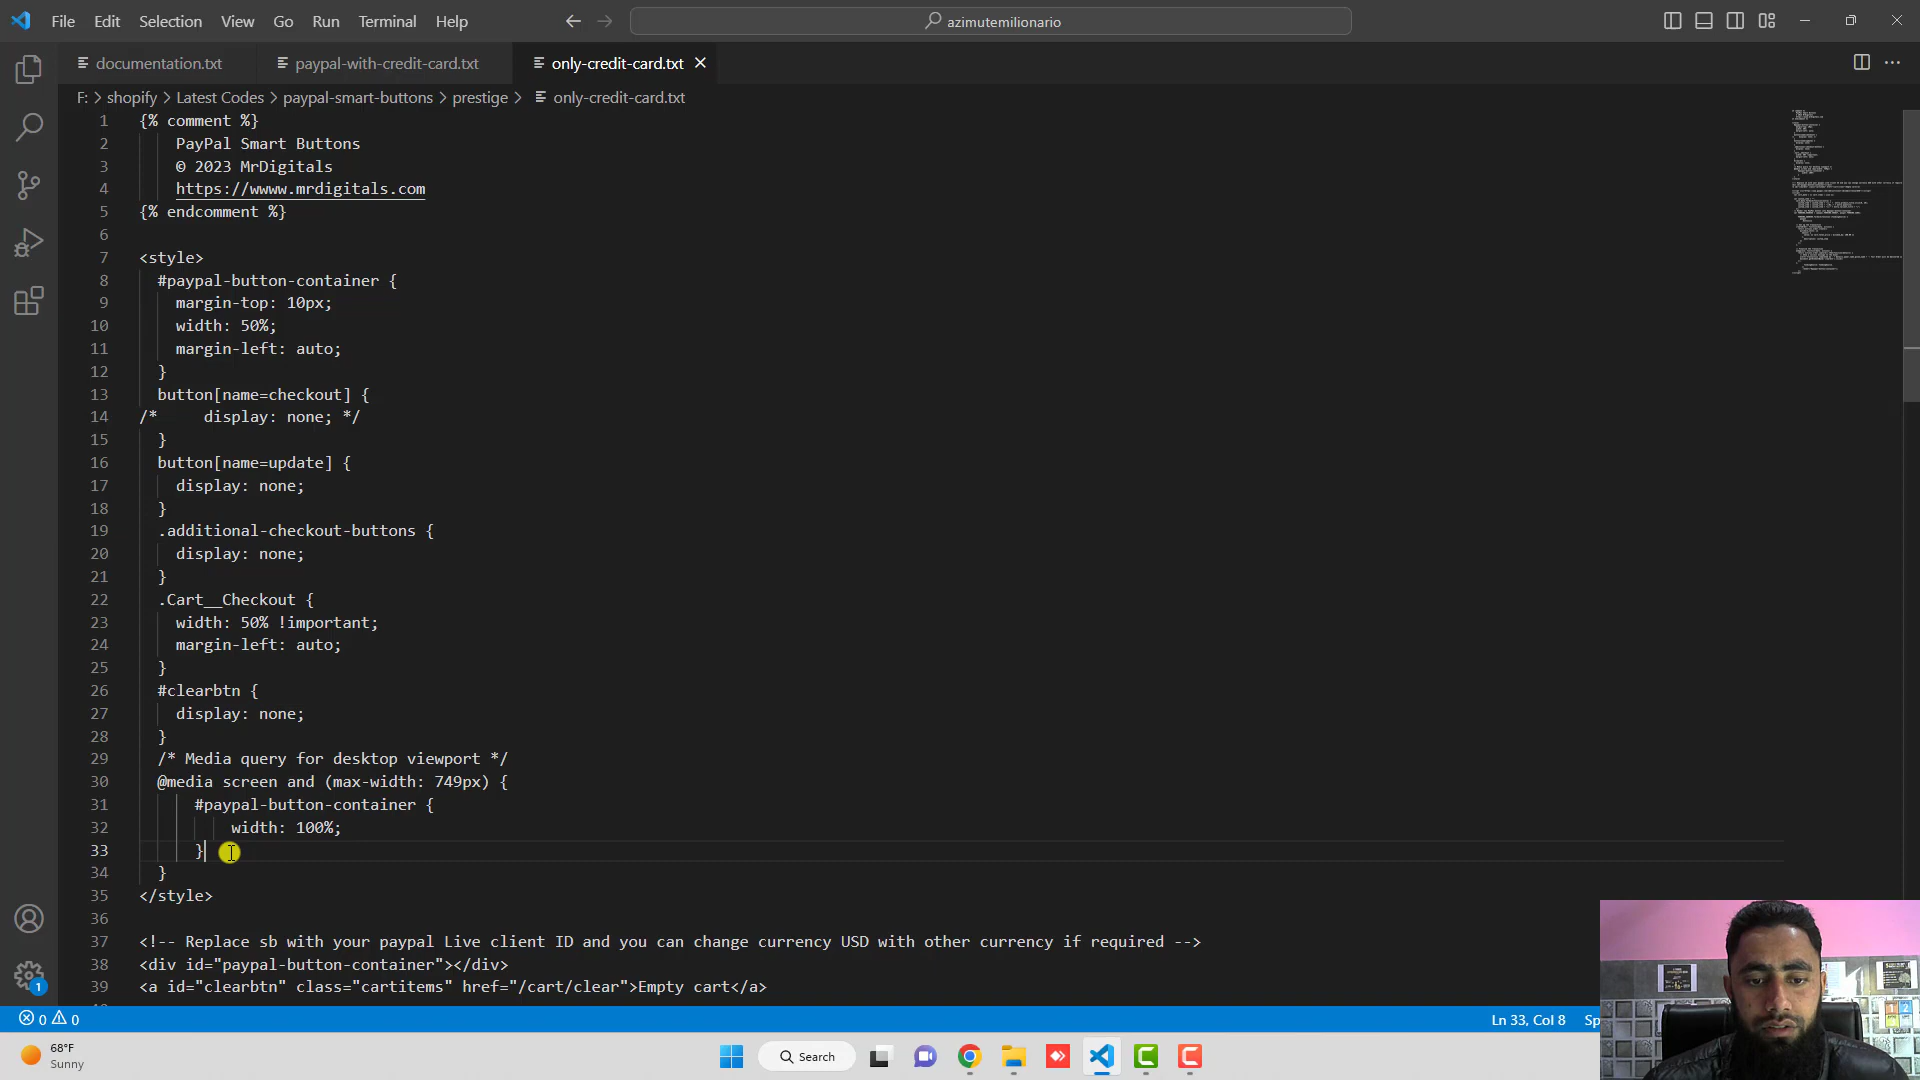 File Edit Selection View Go Run Terminal Help azimutemilionario
documentation.txt paypal-with-credit-card.txt only-credit-card.txt
F: > shopify > Latest Codes > paypal-smart-buttons > prestige > only-credit-card.txt
1 {% comment %}
2 PayPal Smart Buttons
3 © 2023 MrDigitals
4 https://wwww.mrdigitals.com
5 {% endcomment %}
6
7 <style>
8 #paypal-button-container {
9 margin-top: 10px;
10 width: 50%;
11 margin-left: auto;
12 }
13 button[name=checkout] {
14 /* display: none; */
15 }
16 button[name=update] {
17 display: none;
18 }
19 .additional-checkout-buttons {
20 display: none;
21 }
22 .Cart__Checkout {
23 width: 50% !important;
24 margin-left: auto;
25 }
26 #clearbtn {
27 display: none;
28 }
29 /* Media query for desktop viewport */
30 @media screen and (max-width: 749px) {
31 #paypal-button-container {
32 width: 100%;
33 }
34 }
35 </style>
36
37 <!-- Replace sb with your paypal Live client ID and you can change currency USD with other currency if required -->
38 <div id="paypal-button-container"></div>
39 <a id="clearbtn" class="cartitems" href="/cart/clear">Empty cart</a>
1
0 0 Ln 33, Col 8 Sp
68°F
Sunny
Search